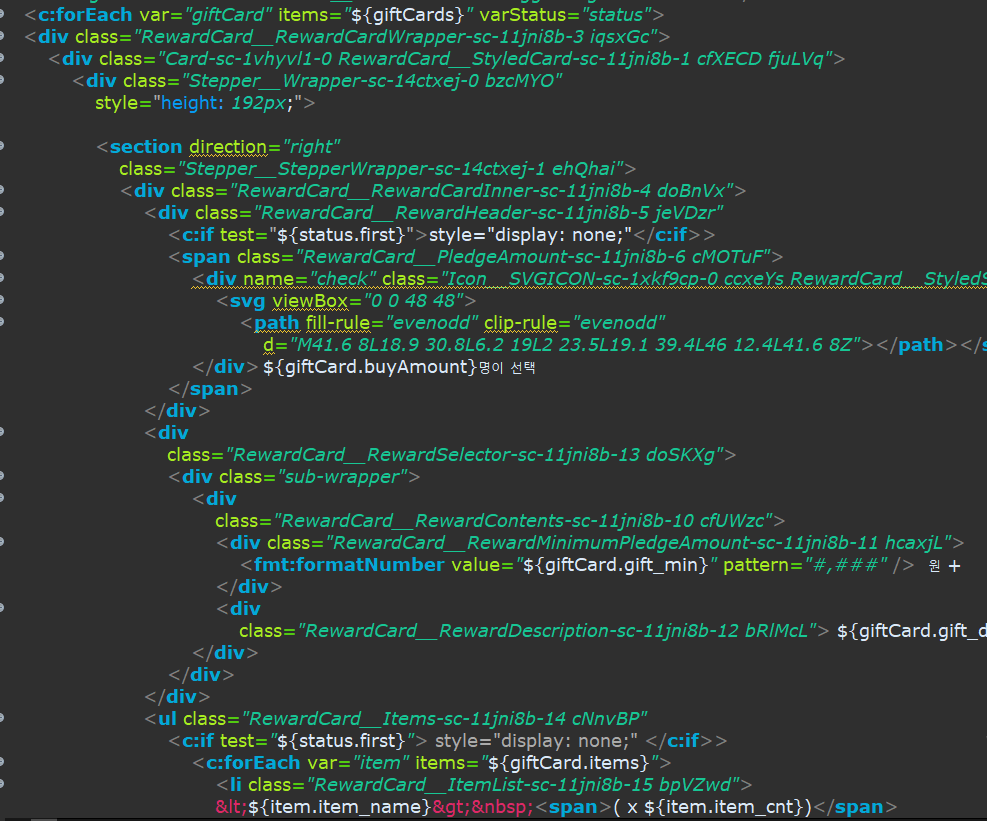 <c:forEach var="giftCard" items="${giftCards}" varStatus="status">
<div class="RewardCard__RewardCardWrapper-sc-11jni8b-3 iqsxGc">
<div class="Card-sc-1vhyvl1-0 RewardCard__StyledCard-sc-11jni8b-1 cfXECD fjuLVq">
<div class="Stepper__Wrapper-sc-14ctxej-0 bzcMYO"
style="height: 192px;">
<section direction="right"
class="Stepper__StepperWrapper-sc-14ctxej-1 ehQhai">
<div class="RewardCard__RewardCardInner-sc-11jni8b-4 doBnVx">
<div class="RewardCard__RewardHeader-sc-11jni8b-5 jeVDzr"
<c:if test="${status.first}">style="display: none;"</c:if>>
<span class="RewardCard__PledgeAmount-sc-11jni8b-6 cMOTuF">
<div name="check" class="Icon__SVGICON-sc-1xkf9cp-0 ccxeYs RewardCard__StyledS
<svg viewBox="0 0 48 48">
<path fill-rule="evenodd" clip-rule="evenodd"
d="M41.6 8L18.9 30.8L6.2 19L2 23.5L19.1 39.4L46 12.4L41.6 8Z"></path></s
</div>${giftCard.buyAmount}명이 선택
</span>
</div>
<div
class="RewardCard__RewardSelector-sc-11jni8b-13 doSKXg">
<div class="sub-wrapper">
<div
class="RewardCard__RewardContents-sc-11jni8b-10 cfUWzc">
<div class="RewardCard__RewardMinimumPledgeAmount-sc-11jni8b-11 hcaxjL">
<fmt:formatNumber value="${giftCard.gift_min}" pattern="#,###" /> 원 +
</div>
<div
class="RewardCard__RewardDescription-sc-11jni8b-12 bRlMcL"> ${giftCard.gift_d
</div>
</div>
</div>
<ul class="RewardCard__Items-sc-11jni8b-14 cNnvBP"
<c:if test="${status.first}"> style="display: none;" </c:if>>
<c:forEach var="item" items="${giftCard.items}">
<li class="RewardCard__ItemList-sc-11jni8b-15 bpVZwd">
&lt;${item.item_name}&gt;&nbsp;<span>( x ${item.item_cnt})</span>